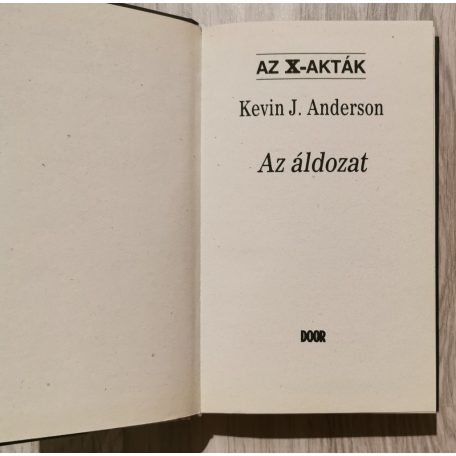 AZ X-AKTÁK
Kevin J. Anderson
Az áldozat
DOOR